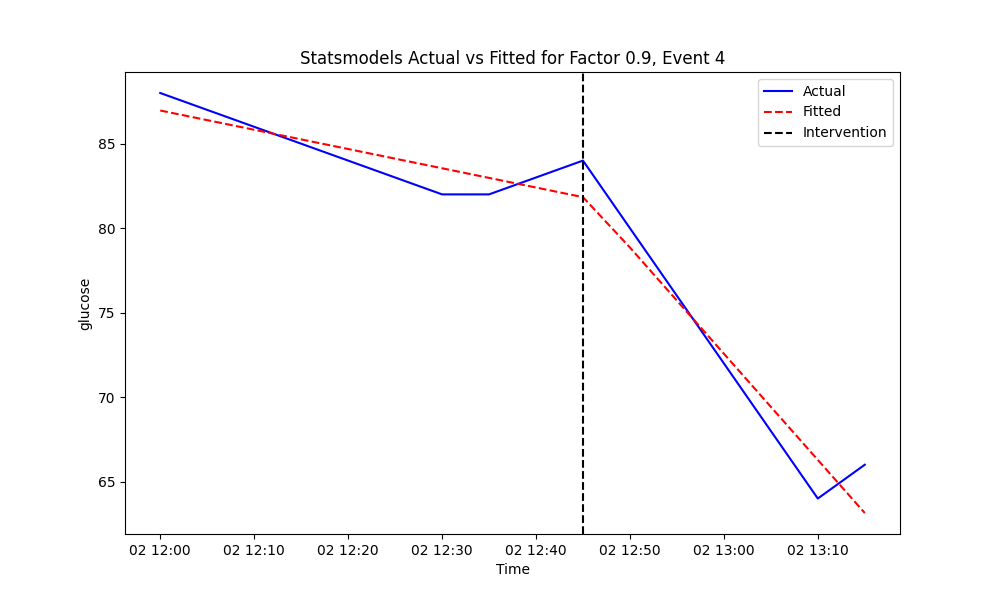 Statsmodels Actual vs Fitted for Factor 0.9, Event 4
Actual
Fitted
Intervention
glucose
85
80
75
70
65
02 12:00 02 12:10 02 12:20 02 12:30 02 12:40 02 12:50 02 13:00 02 13:10
Time